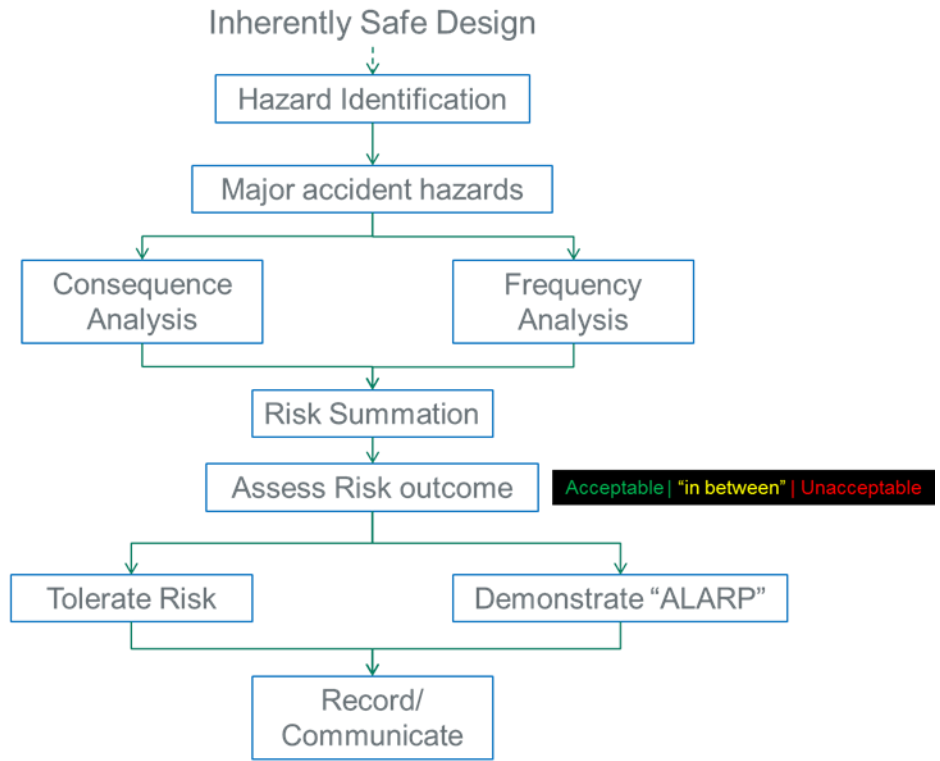 Inherently Safe Design
Hazard Identification
Major accident hazards
Consequence
Analysis
Frequency
Analysis
Risk Summation
Assess Risk outcome
Acceptable | “in between” | Unacceptable
Tolerate Risk
Demonstrate “ALARP”
Record/
Communicate